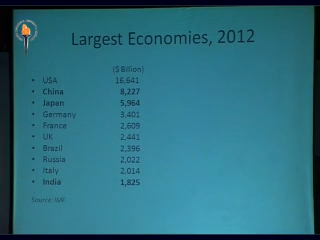 Largest Economies, 2012
($ Billion)
• USA 16,641
• China 8,227
• Japan 5,964
• Germany 3,401
• France 2,609
• UK 2,441
• Brazil 2,396
• Russia 2,022
• Italy 2,014
• India 1,825
Source: IMF.